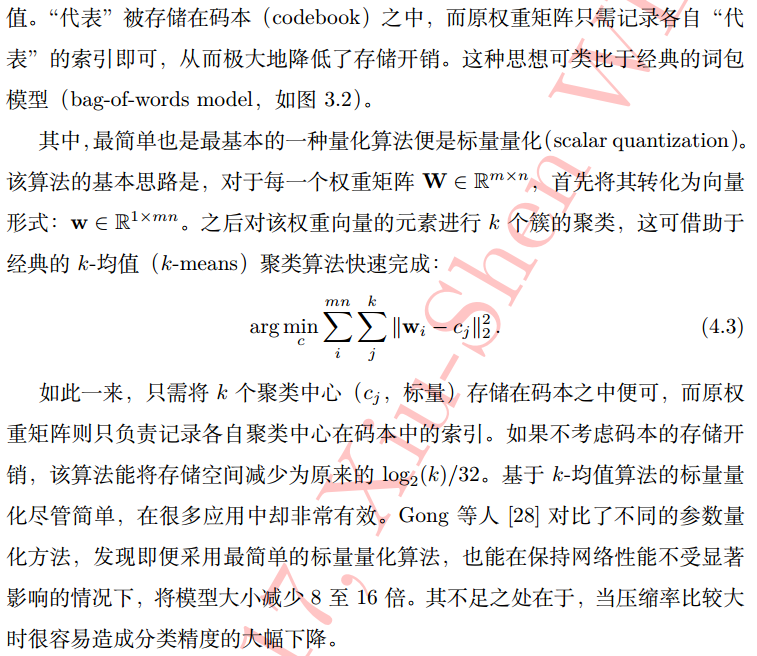 值。“代表”被存储在码本（codebook）之中，而原权重矩阵只需记录各自“代
表”的索引即可，从而极大地降低了存储开销。这种思想可类比于经典的词包
模型（bag-of-words model，如图 3.2）。
其中，最简单也是最基本的一种量化算法便是标量量化(scalar quantization)。
该算法的基本思路是，对于每一个权重矩阵 W ∈ ℝ^{m×n}，首先将其转化为向量
形式：w ∈ ℝ^{1×mn}。之后对该权重向量的元素进行 k 个簇的聚类，这可借助于
经典的 k-均值（k-means）聚类算法快速完成：
arg min_c ∑_i^{mn} ∑_j^k ‖w_i − c_j‖_2^2 . (4.3)
如此一来，只需将 k 个聚类中心（c_j，标量）存储在码本之中便可，而原权
重矩阵则只负责记录各自聚类中心在码本中的索引。如果不考虑码本的存储开
销，该算法能将存储空间减少为原来的 log_2(k)/32。基于 k-均值算法的标量量
化尽管简单，在很多应用中却非常有效。Gong 等人 [28] 对比了不同的参数量
化方法，发现即便采用最简单的标量量化算法，也能在保持网络性能不受显著
影响的情况下，将模型大小减少 8 至 16 倍。其不足之处在于，当压缩率比较大
时很容易造成分类精度的大幅下降。
17, Xiu-Shen W